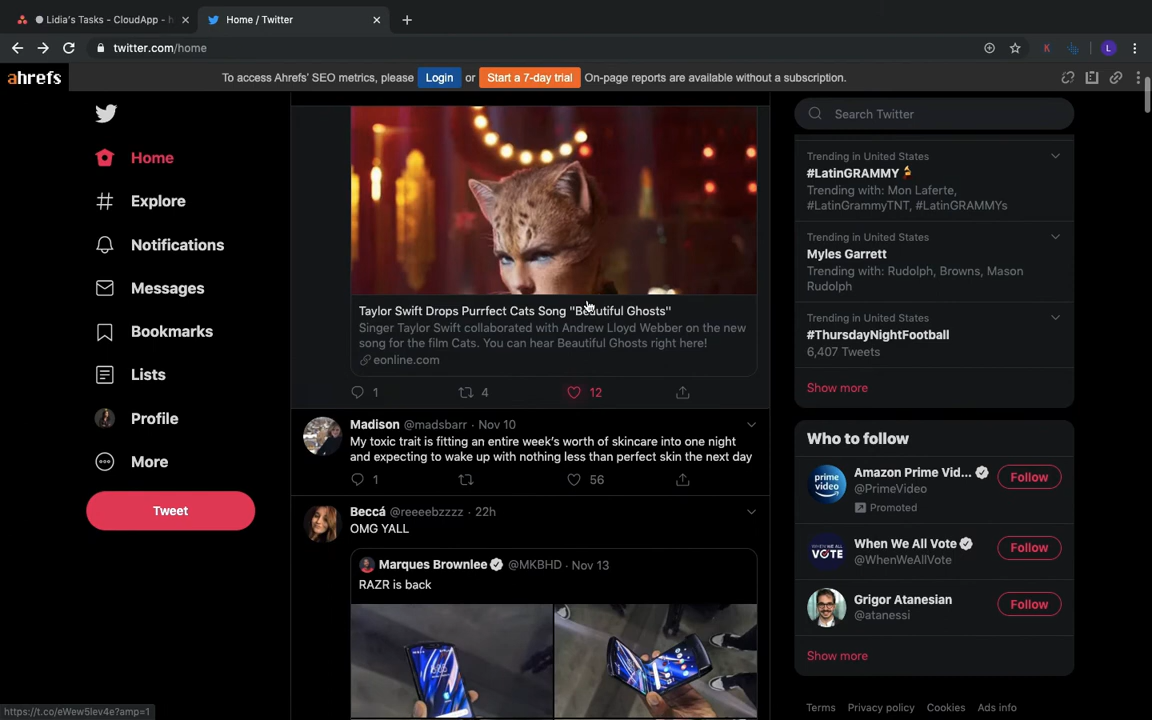 Lidia's Tasks - CloudApp - h
Home / Twitter
twitter.com/home
K
L
ahrefs
To access Ahrefs' SEO metrics, please Login or Start a 7-day trial On-page reports are available without a subscription.
Home
Explore
Notifications
Messages
Bookmarks
Lists
Profile
More
Tweet
Taylor Swift Drops Purrfect Cats Song "Beautiful Ghosts"
Singer Taylor Swift collaborated with Andrew Lloyd Webber on the new
song for the film Cats. You can hear Beautiful Ghosts right here!
eonline.com
1 4 12
Madison @madsbarr · Nov 10
My toxic trait is fitting an entire week's worth of skincare into one night
and expecting to wake up with nothing less than perfect skin the next day
1 56
Beccá @reeeebzzzz · 22h
OMG YALL
Marques Brownlee @MKBHD · Nov 13
RAZR is back
Search Twitter
Trending in United States
#LatinGRAMMY
Trending with: Mon Laferte,
#LatinGrammyTNT, #LatinGRAMMYs
Trending in United States
Myles Garrett
Trending with: Rudolph, Browns, Mason
Rudolph
Trending in United States
#ThursdayNightFootball
6,407 Tweets
Show more
Who to follow
prime video
Amazon Prime Vid...
@PrimeVideo
Promoted
Follow
WHEN WE ALL VOTE
When We All Vote
@WhenWeAllVote
Follow
Grigor Atanesian
@atanessi
Follow
Show more
Terms Privacy policy Cookies Ads info
https://t.co/eWew5lev4e?amp=1